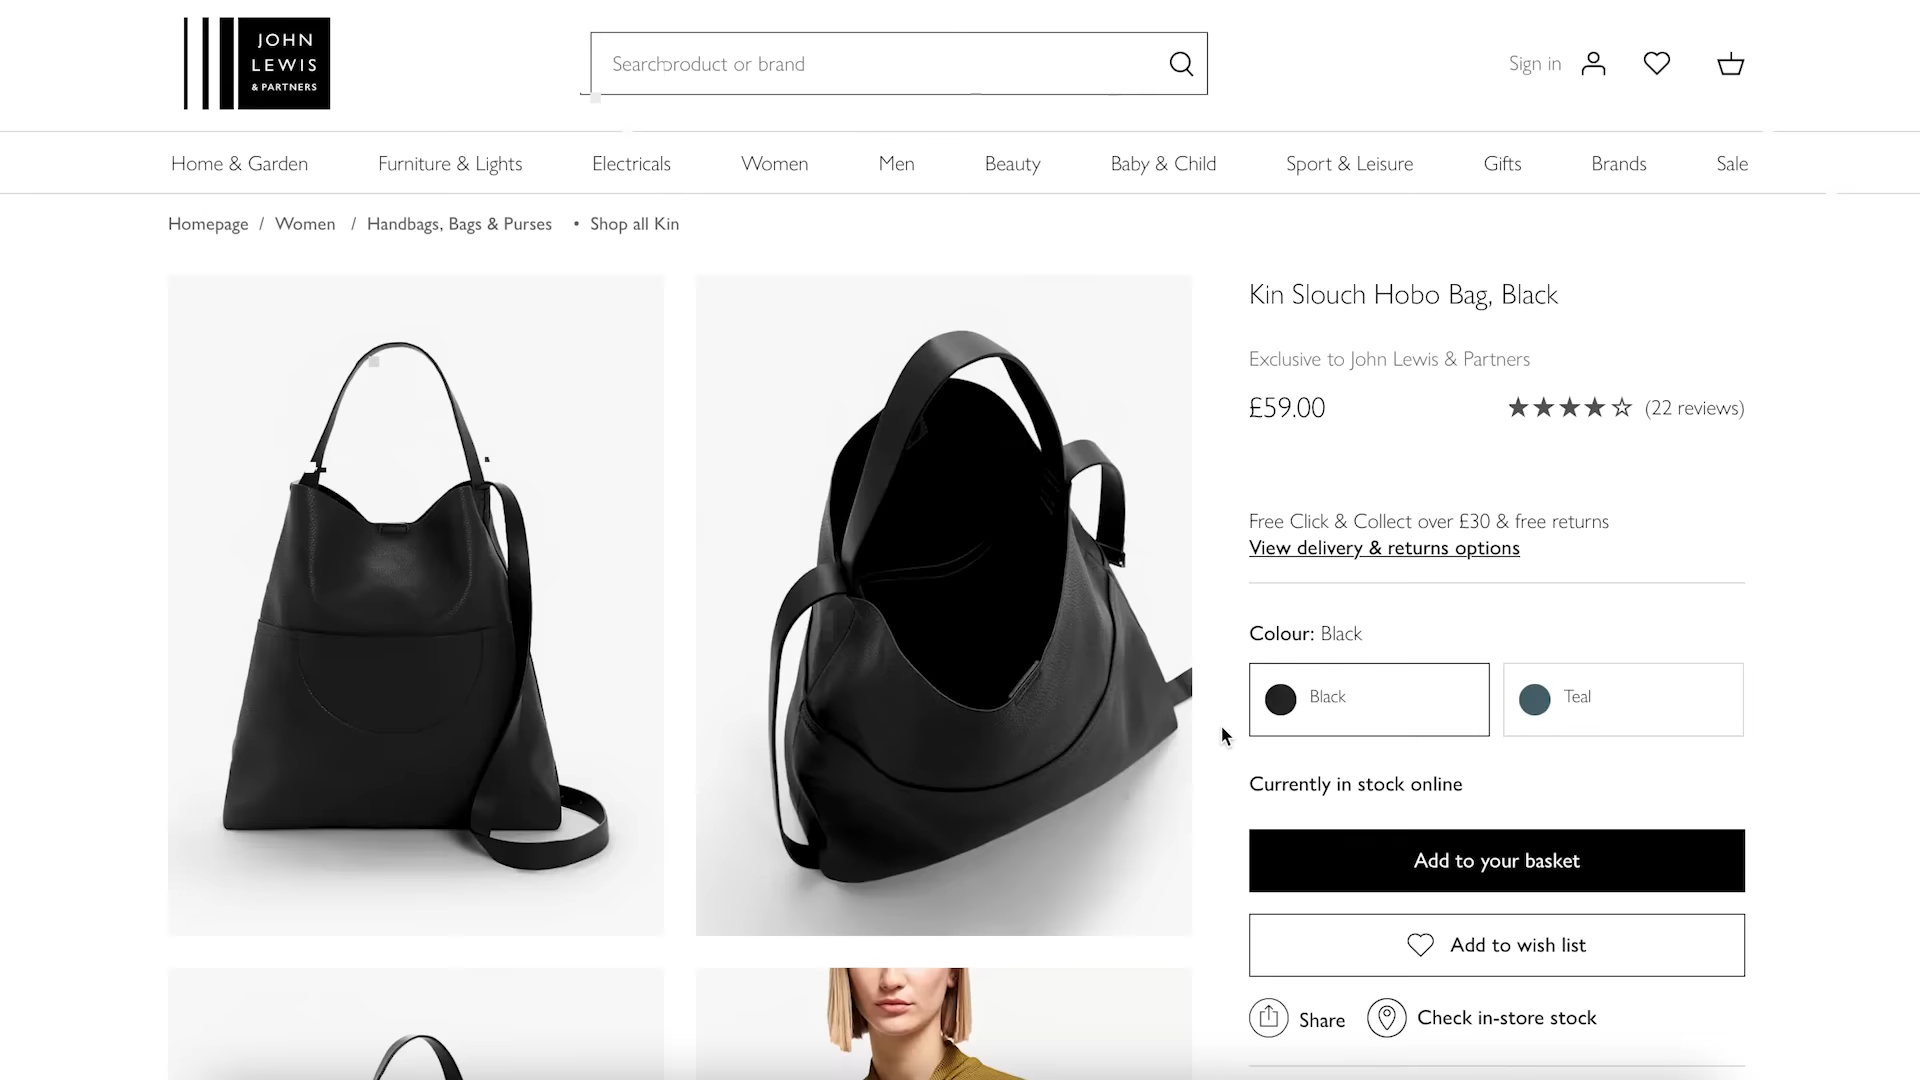 JOHN
LEWIS
& PARTNERS
Search product or brand
Sign in
Home & Garden
Furniture & Lights
Electricals
Women
Men
Beauty
Baby & Child
Sport & Leisure
Gifts
Brands
Sale
Homepage / Women / Handbags, Bags & Purses • Shop all Kin
Kin Slouch Hobo Bag, Black
Exclusive to John Lewis & Partners
£59.00
(22 reviews)
Free Click & Collect over £30 & free returns
View delivery & returns options
Colour: Black
Black
Teal
Currently in stock online
Add to your basket
Add to wish list
Share
Check in-store stock